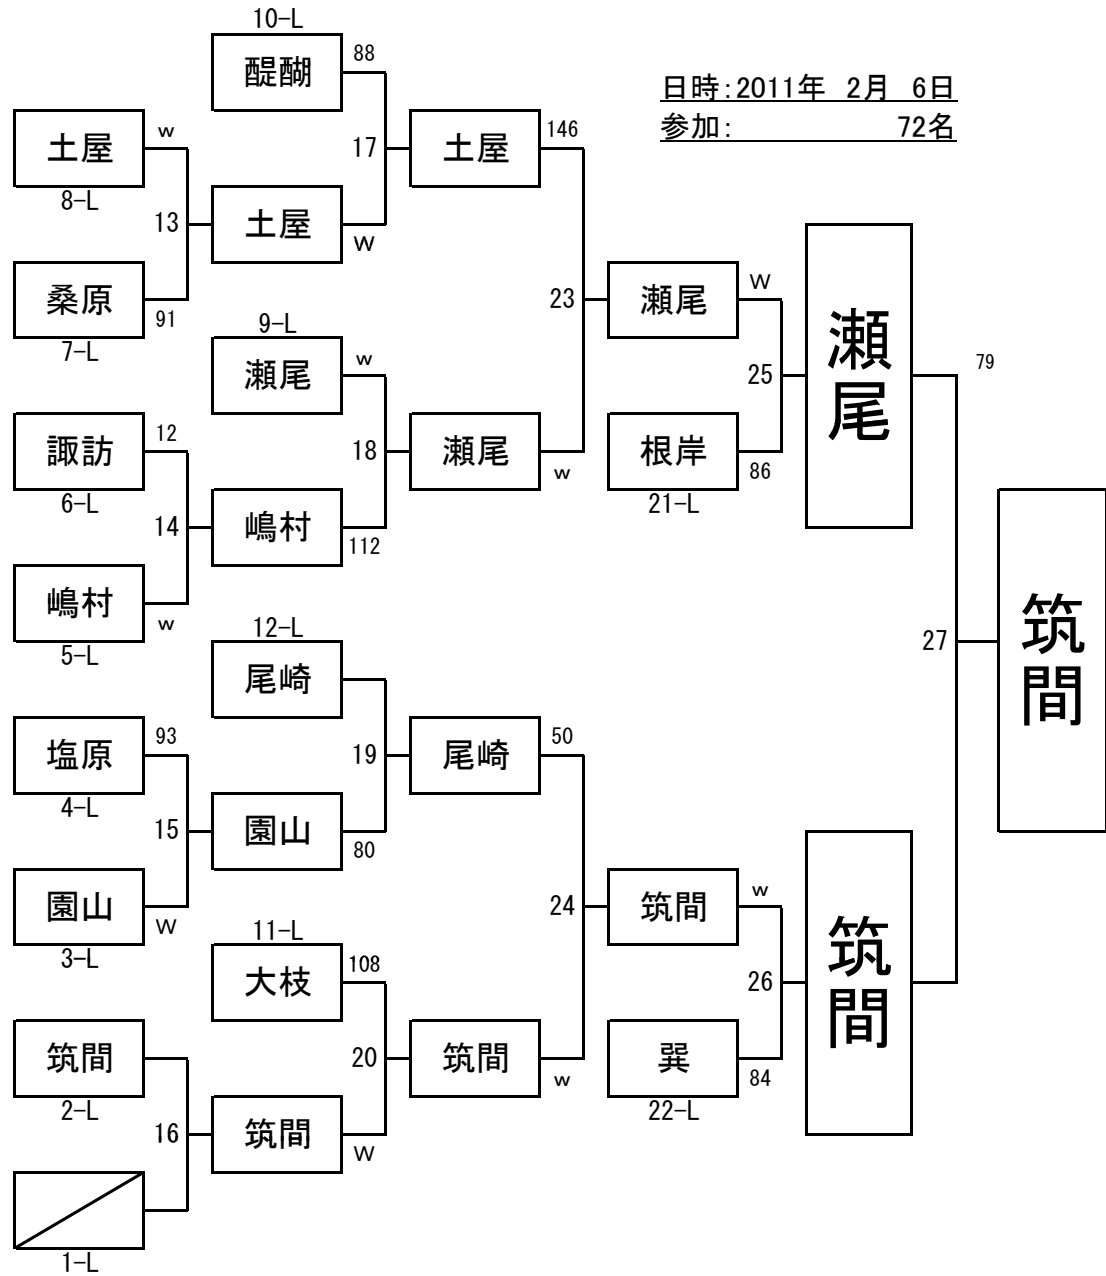 10-L
醍醐
88
日時:2011年 2月 6日
参加: 72名
土屋
w
8-L
17
土屋
146
13
土屋
W
桑原
91
7-L
9-L
瀬尾
w
23
瀬尾
W
瀬尾
79
25
諏訪
12
6-L
18
瀬尾
w
根岸
86
21-L
14
嶋村
112
嶋村
w
5-L
12-L
尾崎
27
筑間
塩原
93
4-L
19
尾崎
50
15
園山
80
園山
W
3-L
24
筑間
w
筑間
11-L
大枝
108
26
筑間
2-L
20
筑間
w
巽
84
22-L
16
筑間
W
1-L